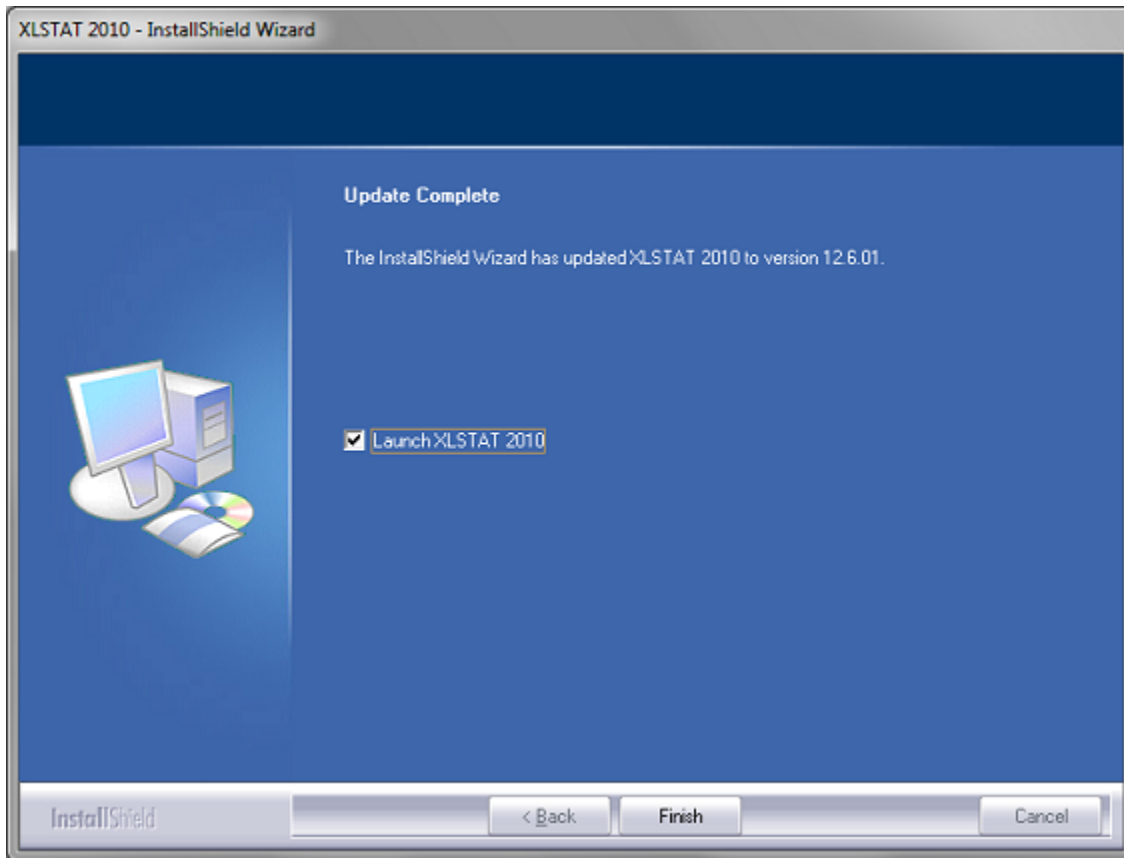 XLSTAT 2010 - InstallShield Wizard
Update Complete
The InstallShield Wizard has updated XLSTAT 2010 to version 12.6.01.
Launch XLSTAT 2010
InstallShield
< Back
Finish
Cancel